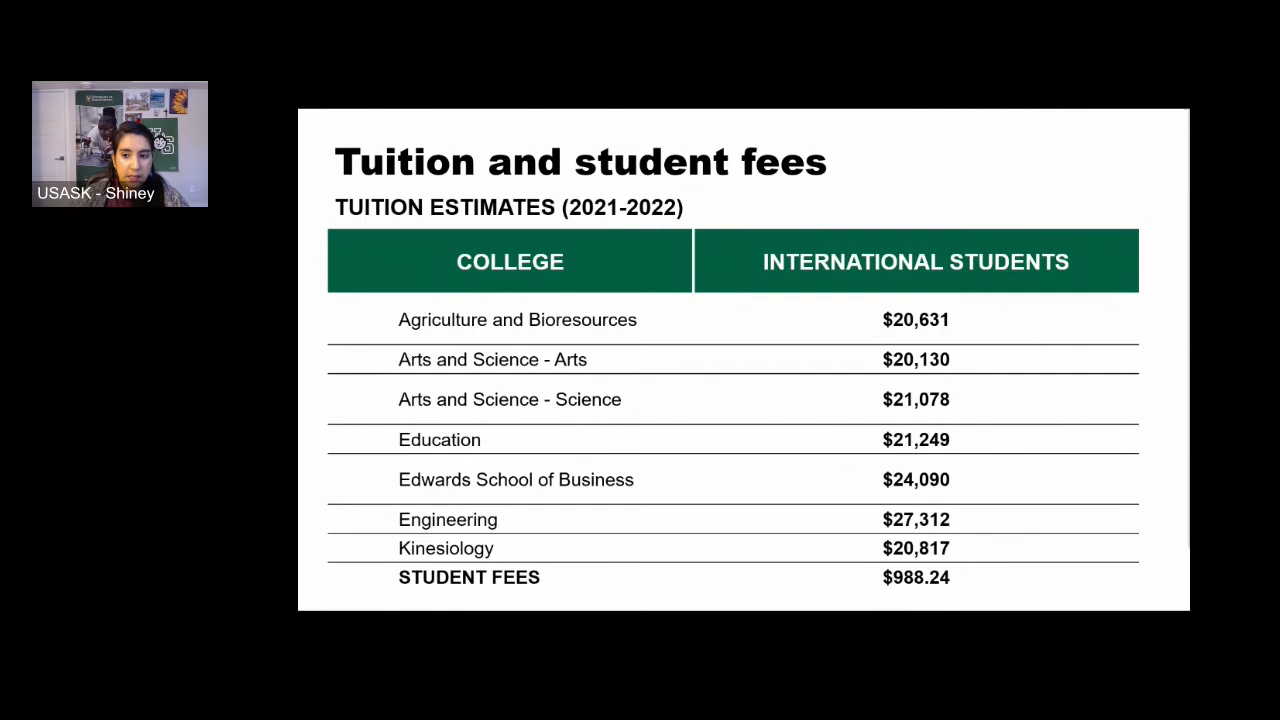 USASK - Shiney
Tuition and student fees
TUITION ESTIMATES (2021-2022)
COLLEGE INTERNATIONAL STUDENTS
Agriculture and Bioresources $20,631
Arts and Science - Arts $20,130
Arts and Science - Science $21,078
Education $21,249
Edwards School of Business $24,090
Engineering $27,312
Kinesiology $20,817
STUDENT FEES $988.24